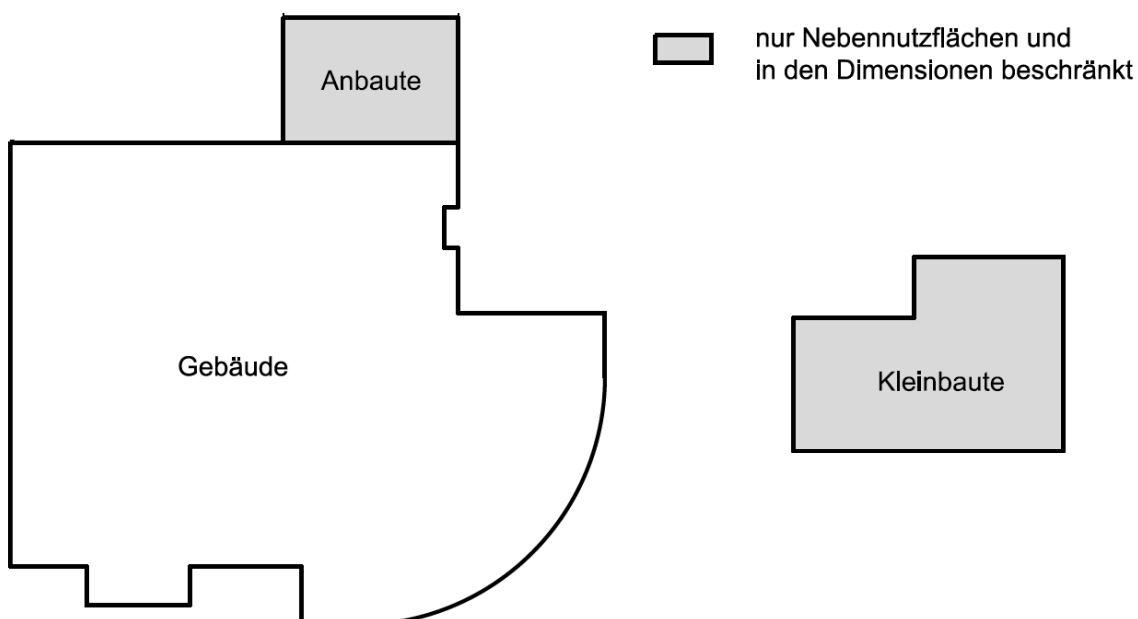 Anbaute
nur Nebennutzflächen und
in den Dimensionen beschränkt
Gebäude
Kleinbaute